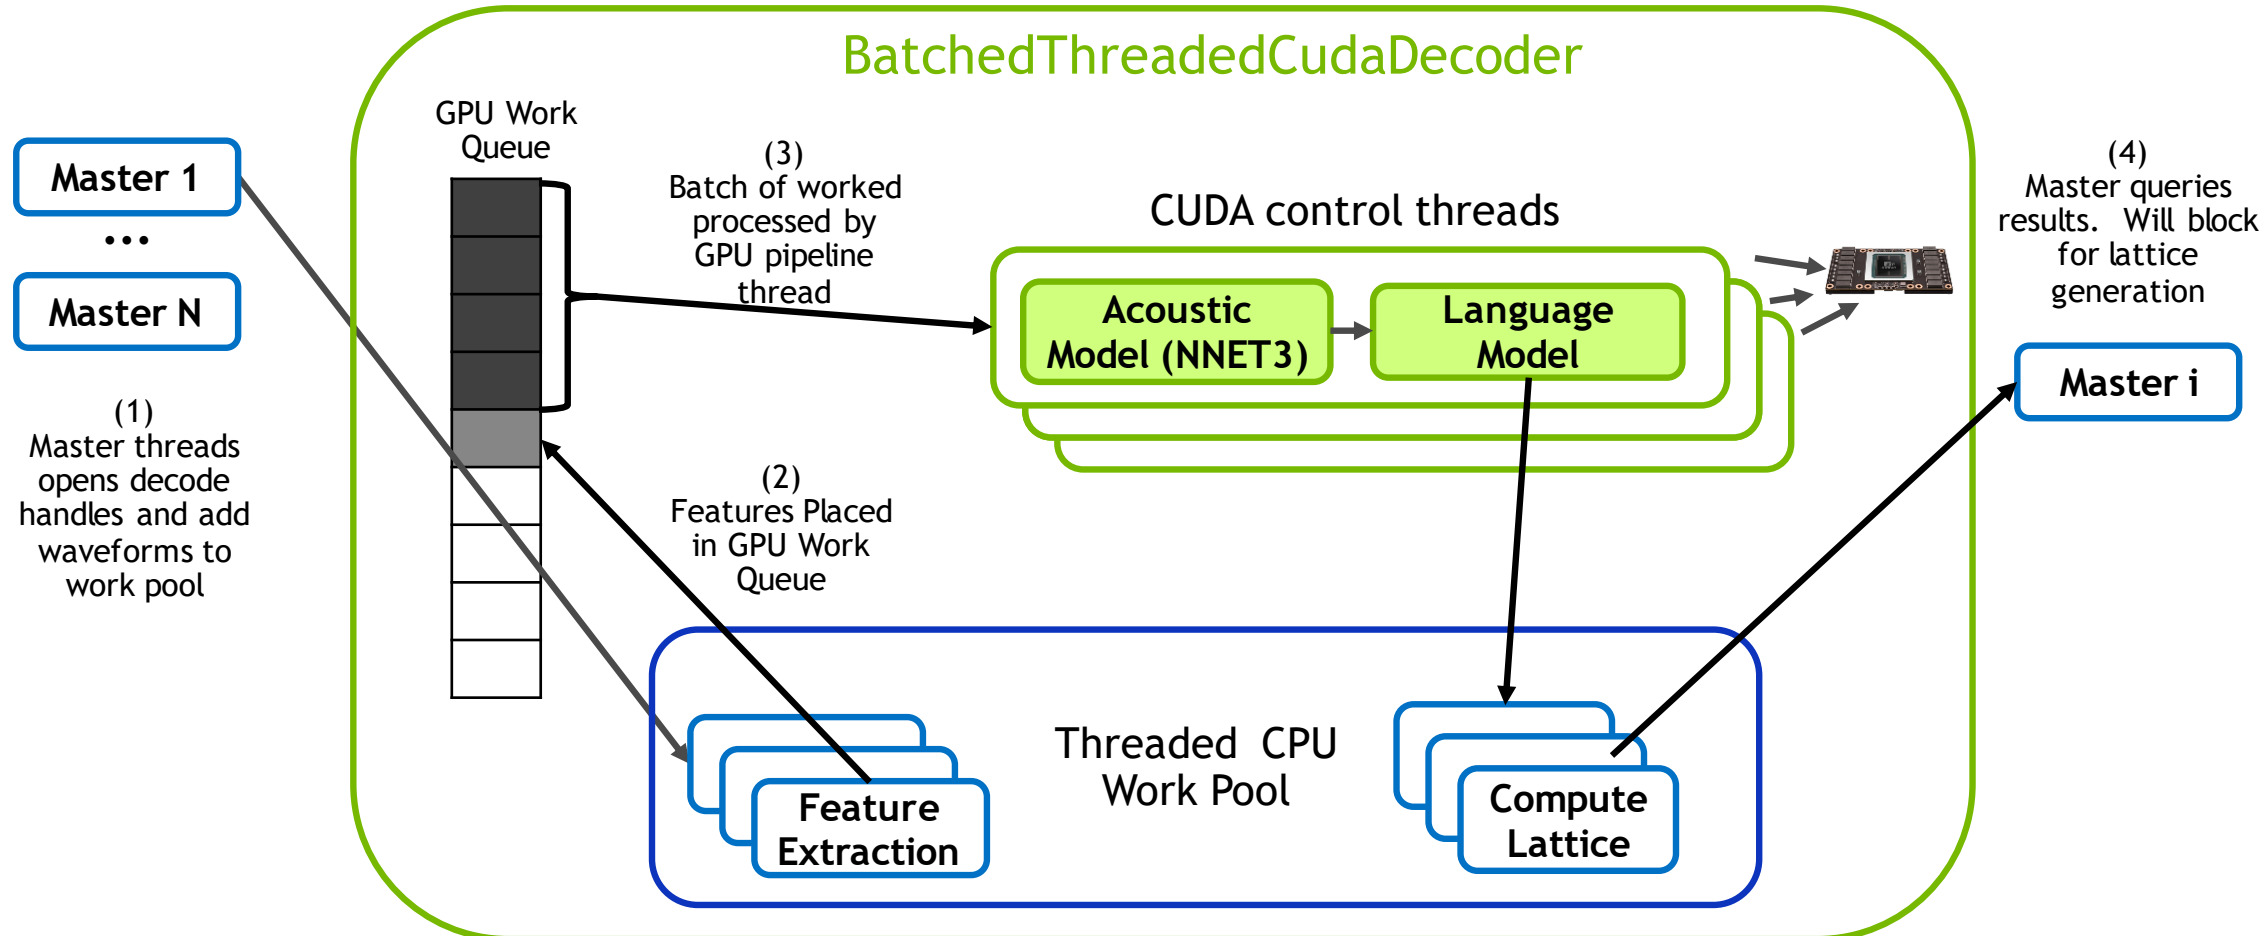 BatchedThreadedCudaDecoder
GPU Work
Queue
Master 1
...
Master N
(1)
Master threads
opens decode
handles and add
waveforms to
work pool
(3)
Batch of worked
processed by
GPU pipeline
thread
CUDA control threads
Acoustic
Model (NNET3)
Language
Model
(4)
Master queries
results. Will block
for lattice
generation
Master i
(2)
Features Placed
in GPU Work
Queue
Threaded CPU
Work Pool
Feature
Extraction
Compute
Lattice